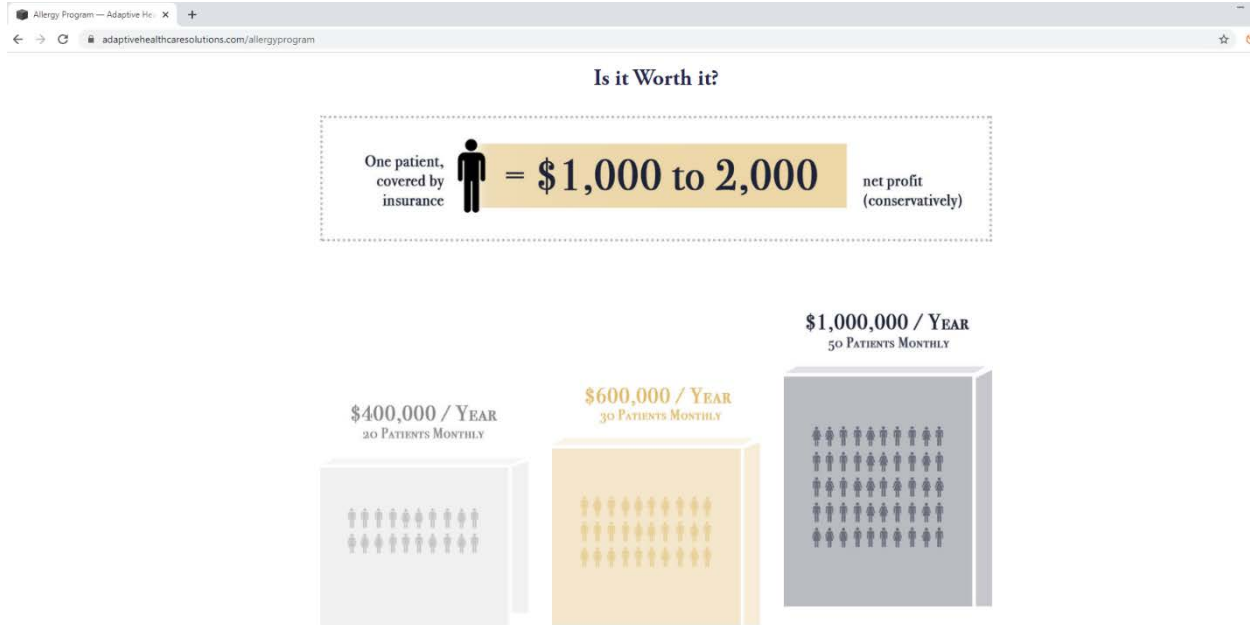 Allergy Program — Adaptive He
adaptivehealthcaresolutions.com/allergyprogram
Is it Worth it?
One patient,
covered by
insurance
= $1,000 to 2,000
net profit
(conservatively)
$1,000,000 / Year
50 Patients Monthly
$600,000 / Year
30 Patients Monthly
$400,000 / Year
20 Patients Monthly